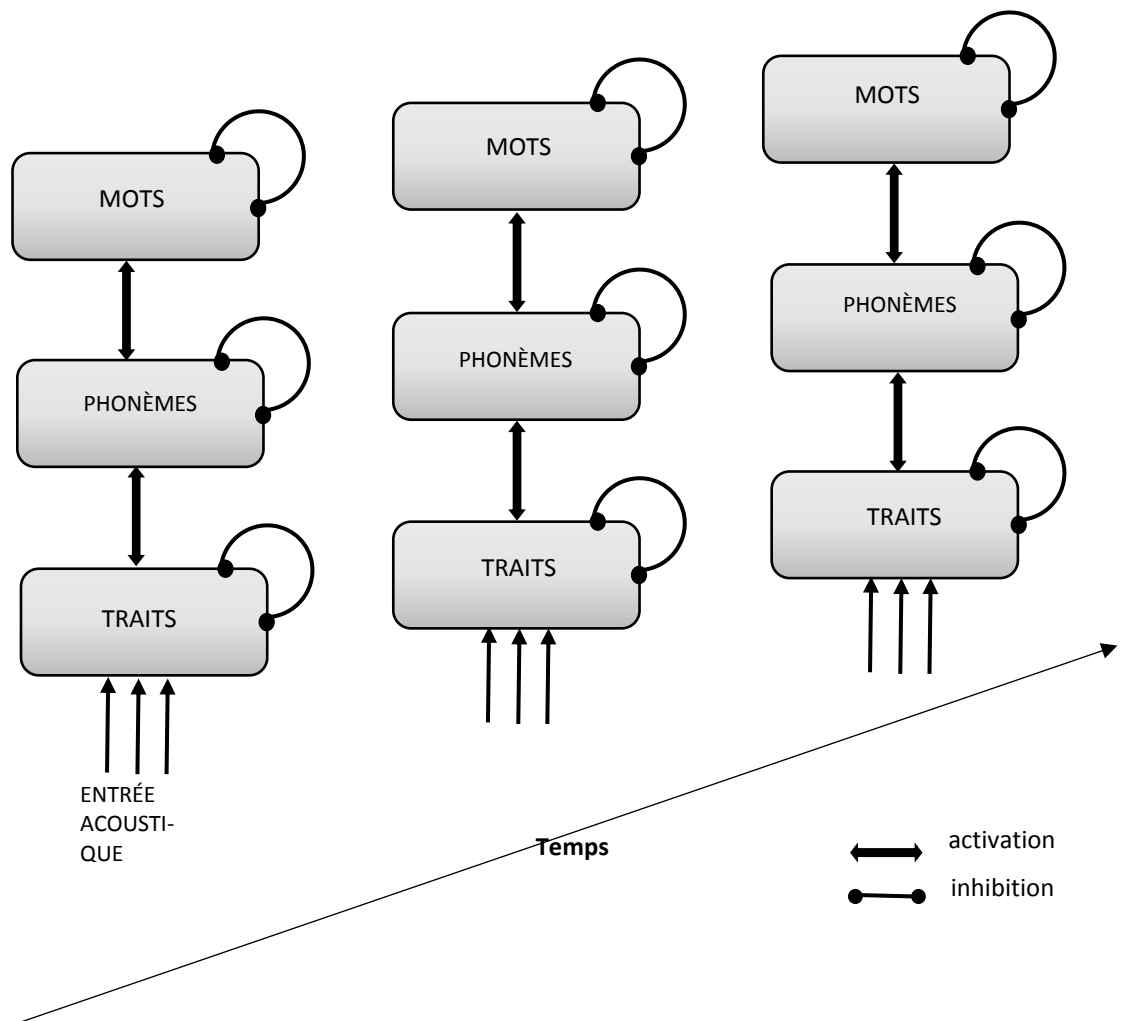 MOTS
PHONÈMES
TRAITS
ENTRÉE
ACOUSTI-
QUE
MOTS
PHONÈMES
TRAITS
MOTS
PHONÈMES
TRAITS
Temps
activation
inhibition